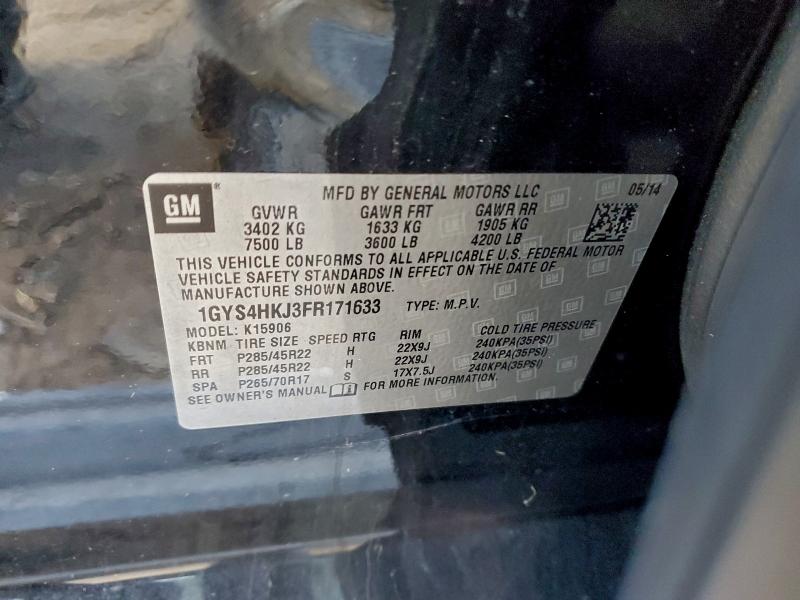 GM ® MFD BY GENERAL MOTORS LLC 05/14
GVWR GAWR FRT GAWR RR
3402 KG 1633 KG 1905 KG
7500 LB 3600 LB 4200 LB
THIS VEHICLE CONFORMS TO ALL APPLICABLE U.S. FEDERAL MOTOR
VEHICLE SAFETY STANDARDS IN EFFECT ON THE DATE OF
MANUFACTURE SHOWN ABOVE.
1GYS4HKJ3FR171633 TYPE: M.P.V.
MODEL: K15906
KBNM TIRE SIZE SPEED RTG RIM COLD TIRE PRESSURE
FRT P285/45R22 H 22X9J 240KPA(35PSI)
RR P285/45R22 H 22X9J 240KPA(35PSI)
SPA P265/70R17 S 17X7.5J 240KPA(35PSI)
SEE OWNER'S MANUAL FOR MORE INFORMATION.